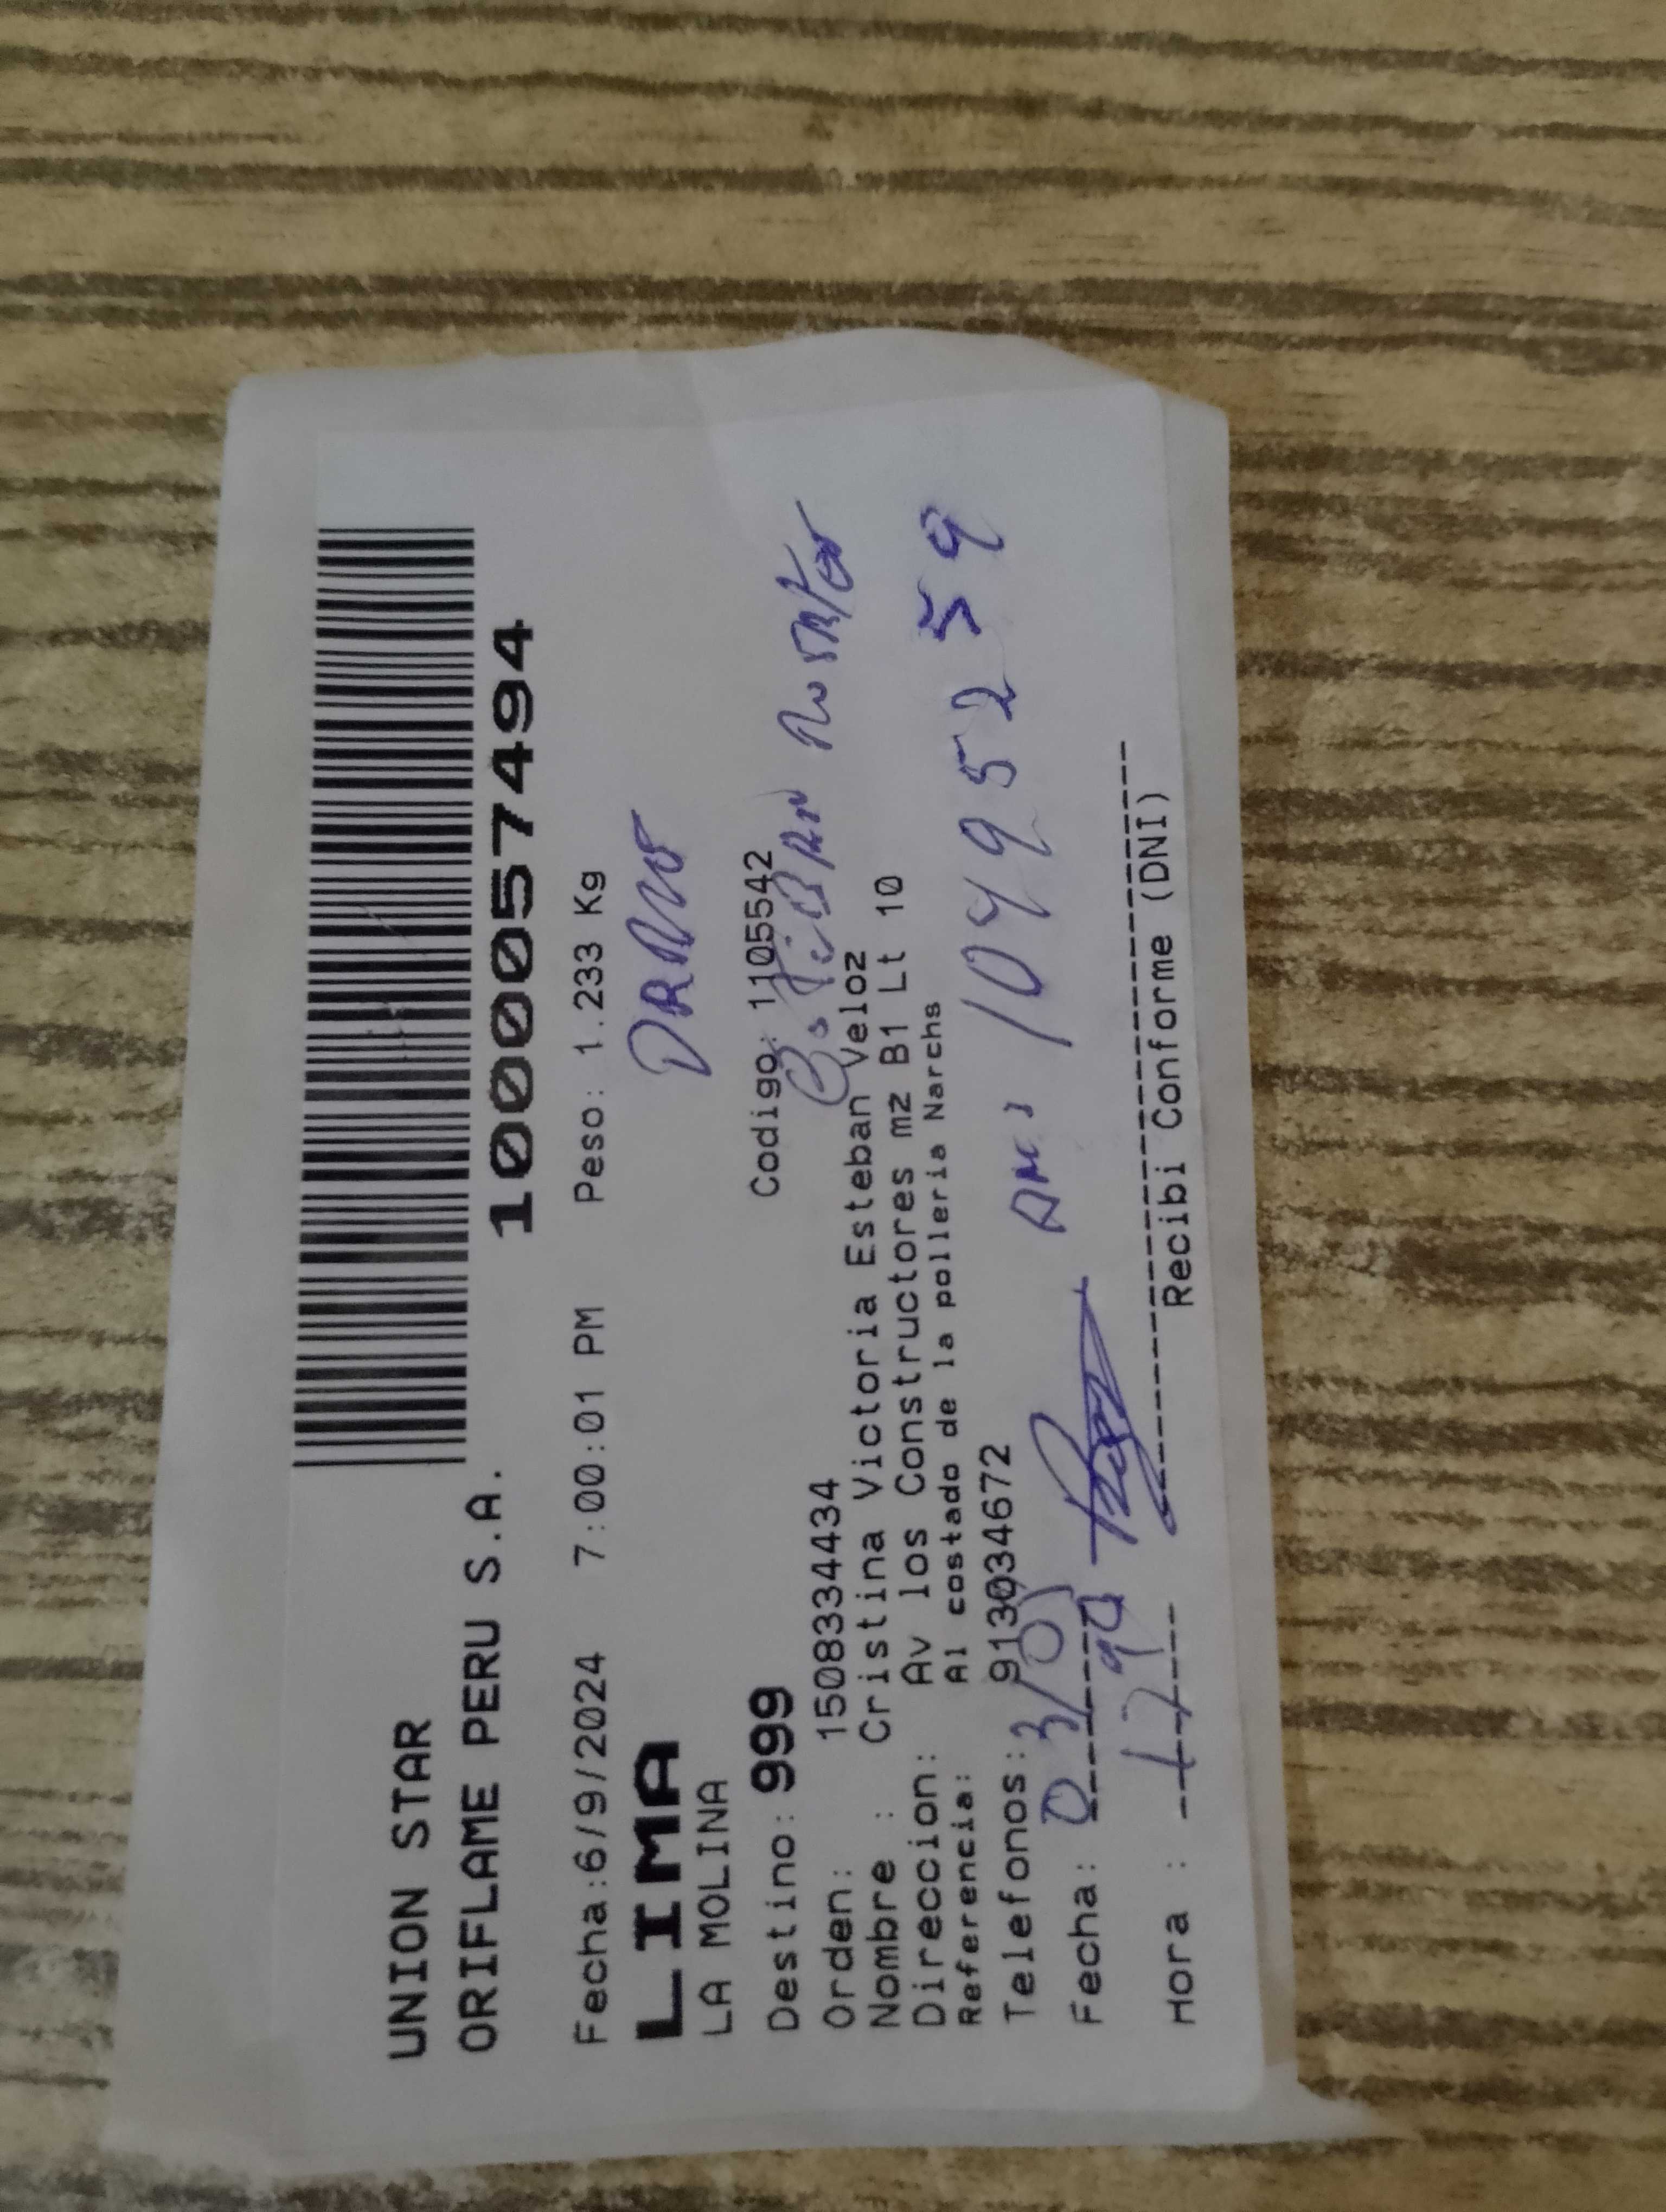 UNION STAR
ORIFLAME PERU S.A.
1000057494
Fecha:6/9/2024 7:00:01 PM Peso: 1.233 Kg
LIMA
LA MOLINA
Destino: 999 Codigo: 1105542
Orden: 1508334434
Nombre : Cristina Victoria Esteban Veloz
Direccion: Av los Constructores mz B1 Lt 10
Referencia: Al costado de la polleria Narchs
Telefonos: 913034672
Fecha:
Hora :
Recibi Conforme (DNI)